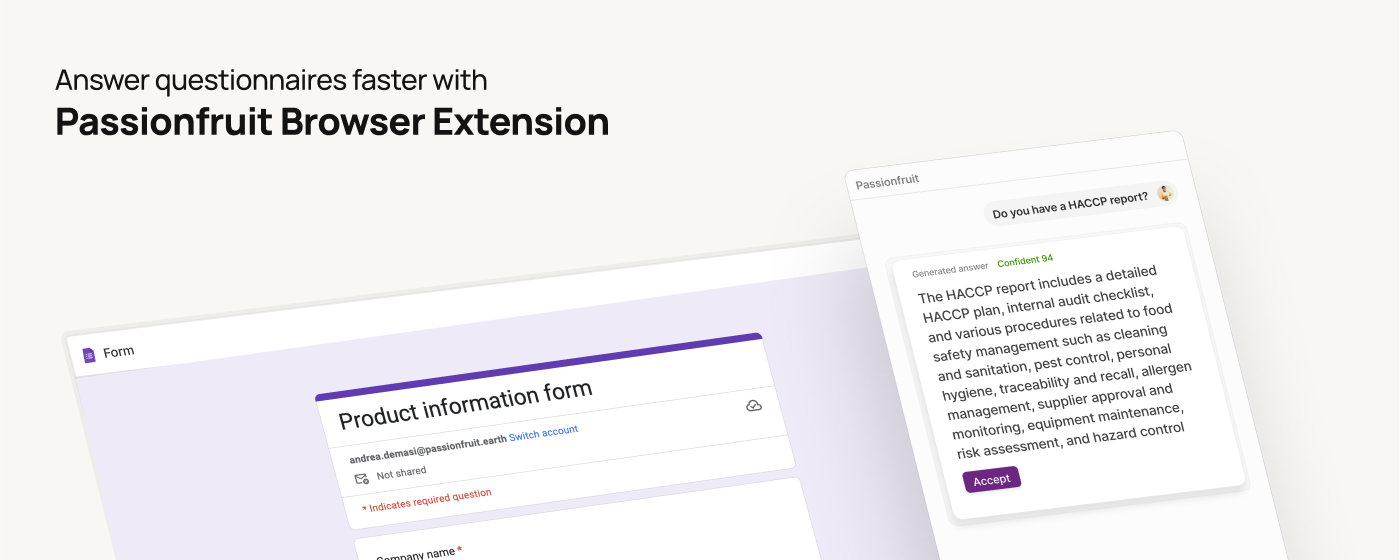 Answer questionnaires faster with
Passionfruit Browser Extension
Form
Product information form
andrea.demasi@passionfruit.earth Switch account
Not shared
* Indicates required question
Company name *
Passionfruit
Do you have a HACCP report?
Generated answer Confident 94
The HACCP report includes a detailed
HACCP plan, internal audit checklist,
and various procedures related to food
safety management such as cleaning
and sanitation, pest control, personal
hygiene, traceability and recall, allergen
management, supplier approval and
monitoring, equipment maintenance,
risk assessment, and hazard control
Accept